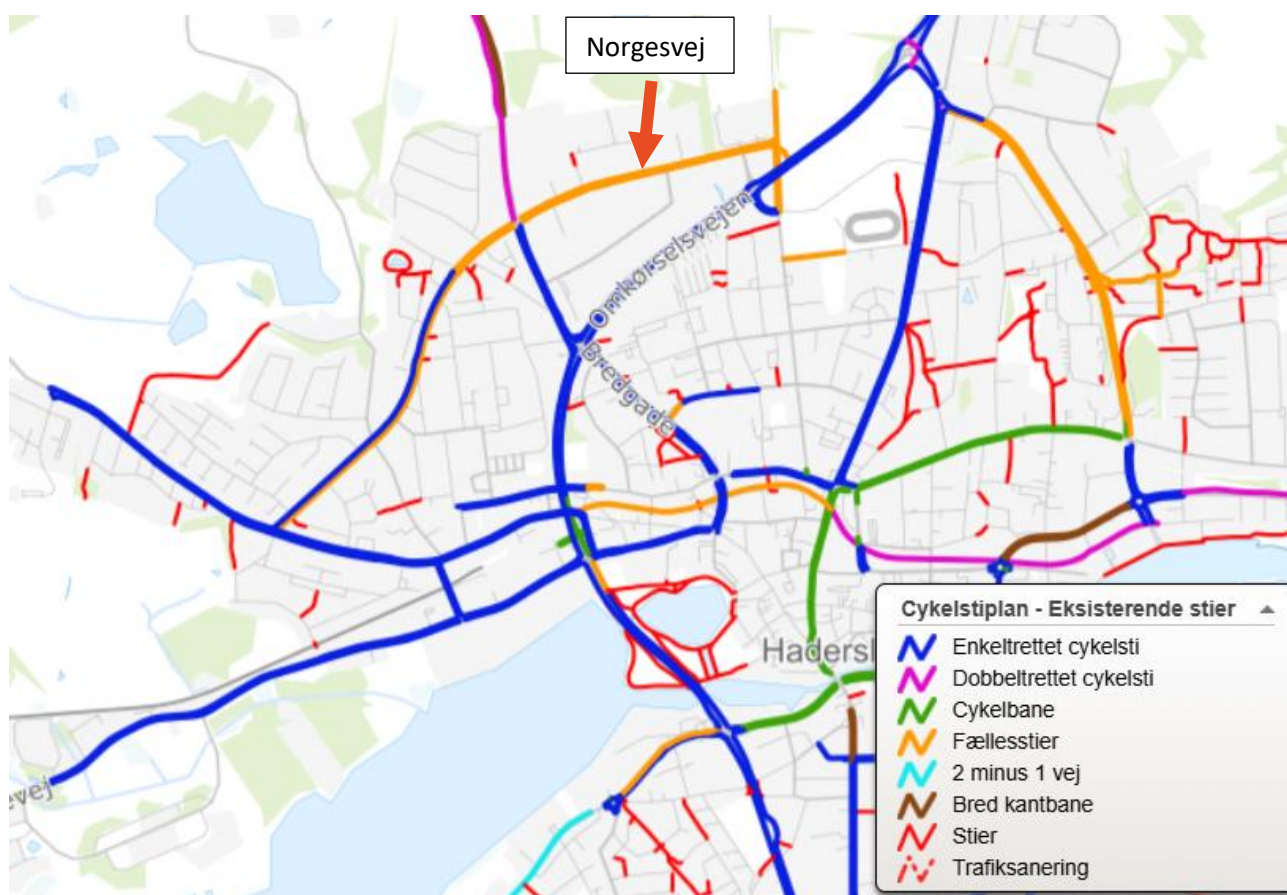 Norgesvej
Omkørselsvejen
Bredgade
Hadersl
evej
Cykelstiplan - Eksisterende stier
Enkeltrettet cykelsti
Dobbeltrettet cykelsti
Cykelbane
Fællesstier
2 minus 1 vej
Bred kantbane
Stier
Trafiksanering